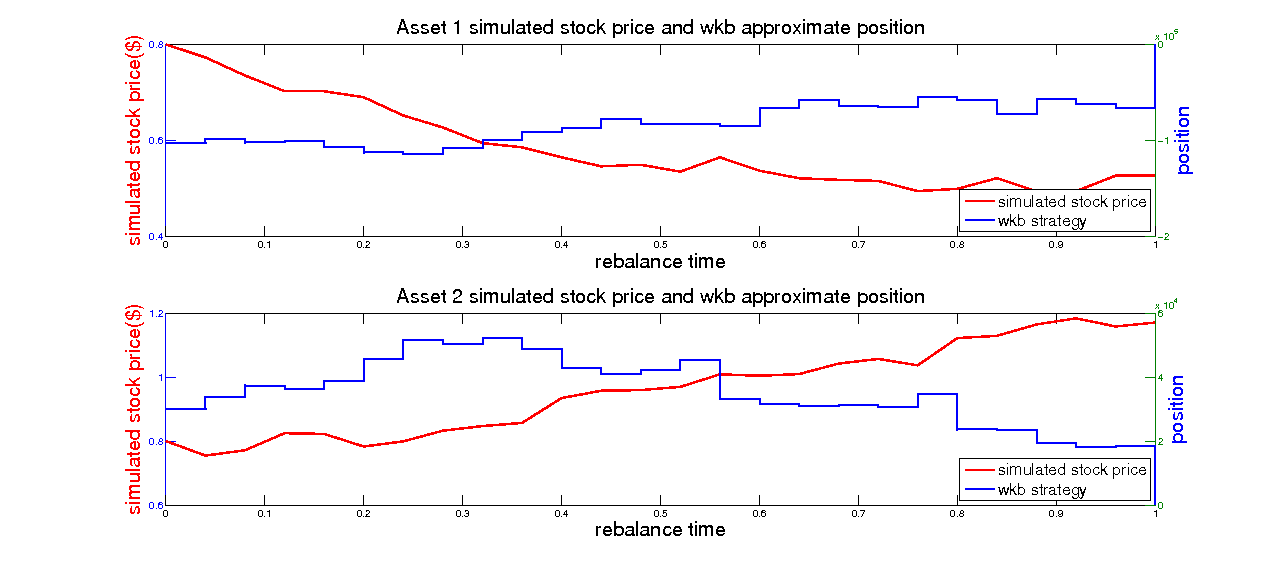 Asset 1 simulated stock price and wkb approximate position
simulated stock price($)
0.8
0.6
0.4
x 10^5
0
-1
-2
position
simulated stock price
wkb strategy
0 0.1 0.2 0.3 0.4 0.5 0.6 0.7 0.8 0.9 1
rebalance time
Asset 2 simulated stock price and wkb approximate position
simulated stock price($)
1.2
1
0.8
0.6
x 10^4
6
4
2
0
position
simulated stock price
wkb strategy
0 0.1 0.2 0.3 0.4 0.5 0.6 0.7 0.8 0.9 1
rebalance time